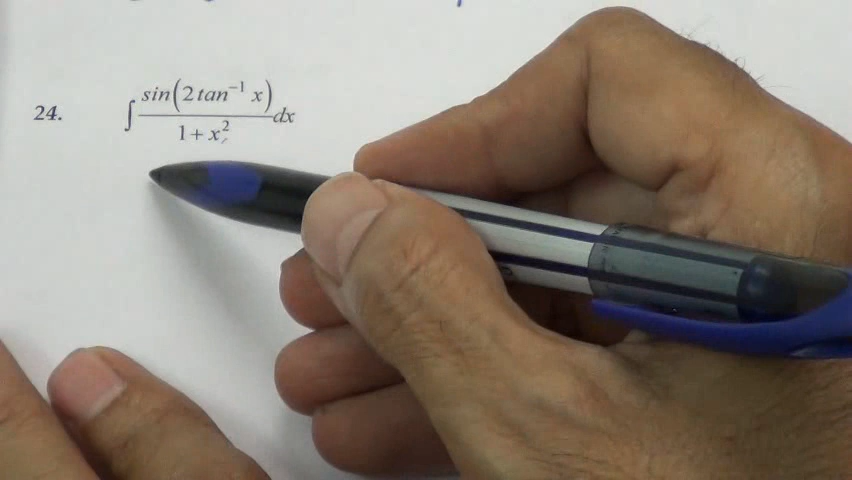 24. ∫ sin(2 tan⁻¹ x) / 1 + x² dx